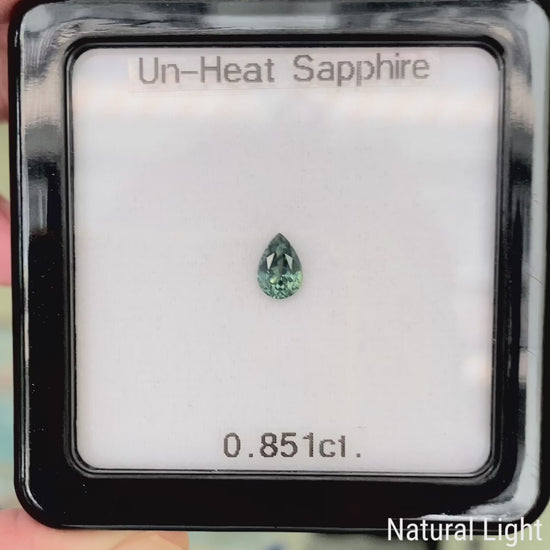 Un-Heat Sapphire
0.851ct.
Natural Light